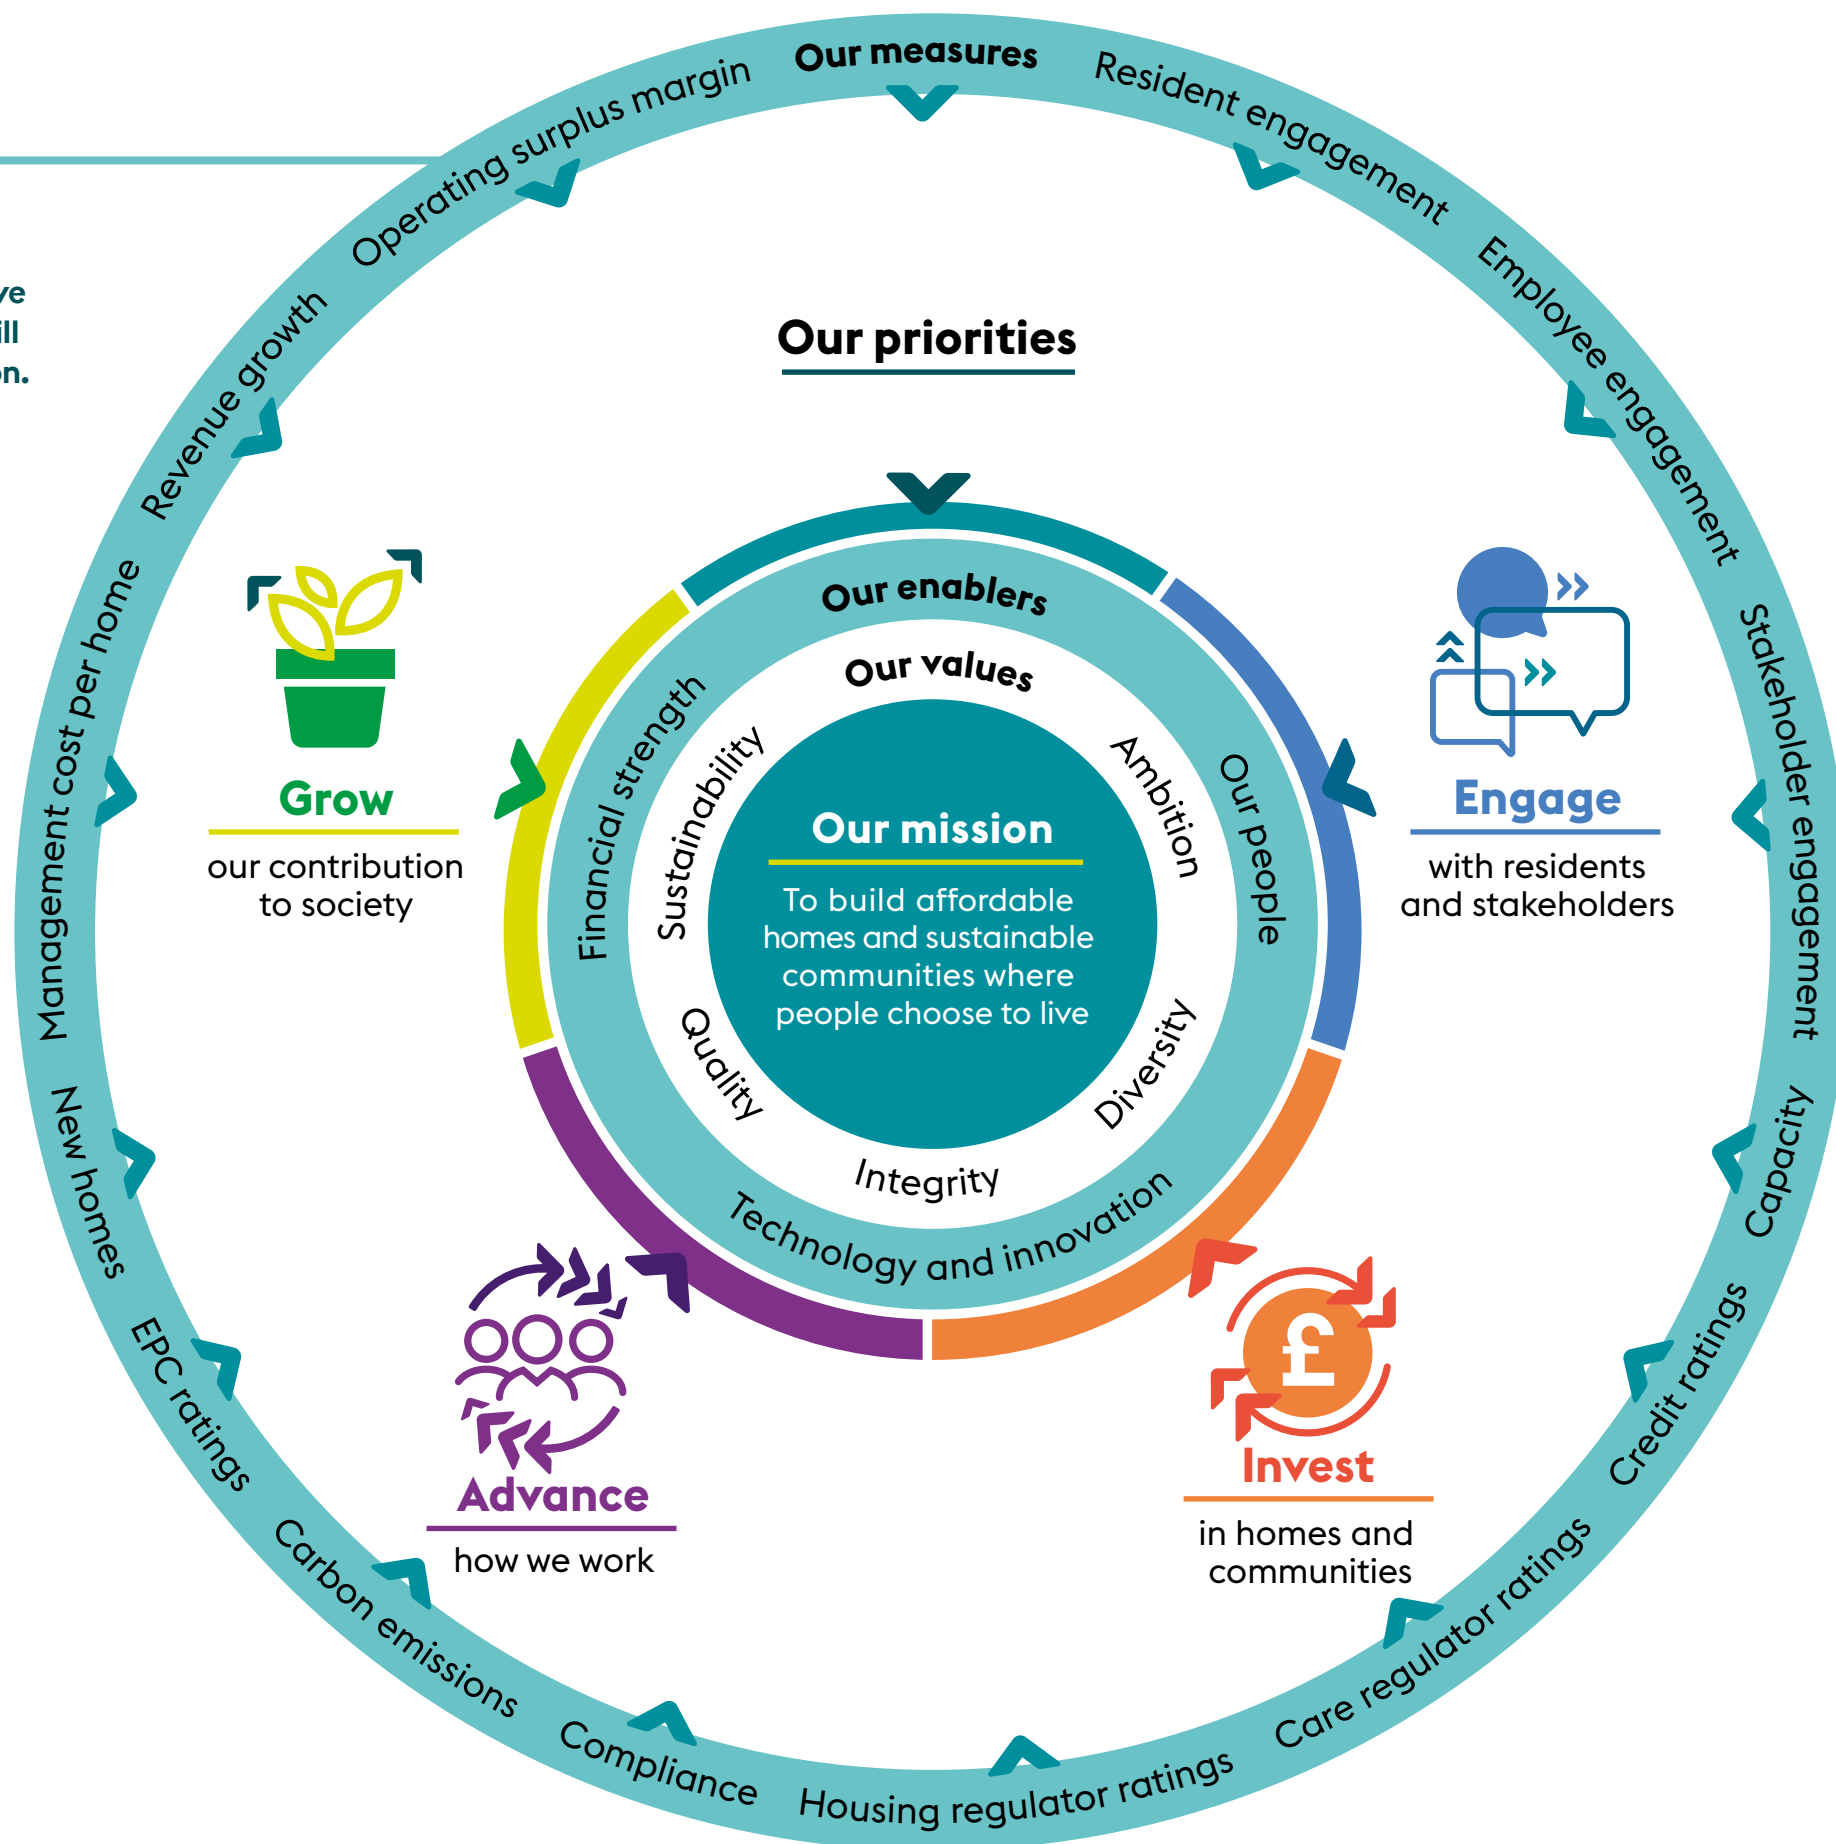 Our measures
Resident engagement
Employee engagement
Stakeholder engagement
Capacity
Credit ratings
Care regulator ratings
Housing regulator ratings
Compliance
Carbon emissions
EPC ratings
New homes
Management cost per home
Revenue growth
Operating surplus margin
Our priorities
Engage
with residents
and stakeholders
Invest
in homes and
communities
Advance
how we work
Grow
our contribution
to society
Our enablers
Our people
Technology and innovation
Financial strength
Our values
Ambition
Diversity
Integrity
Quality
Sustainability
Our mission
To build affordable
homes and sustainable
communities where
people choose to live
£